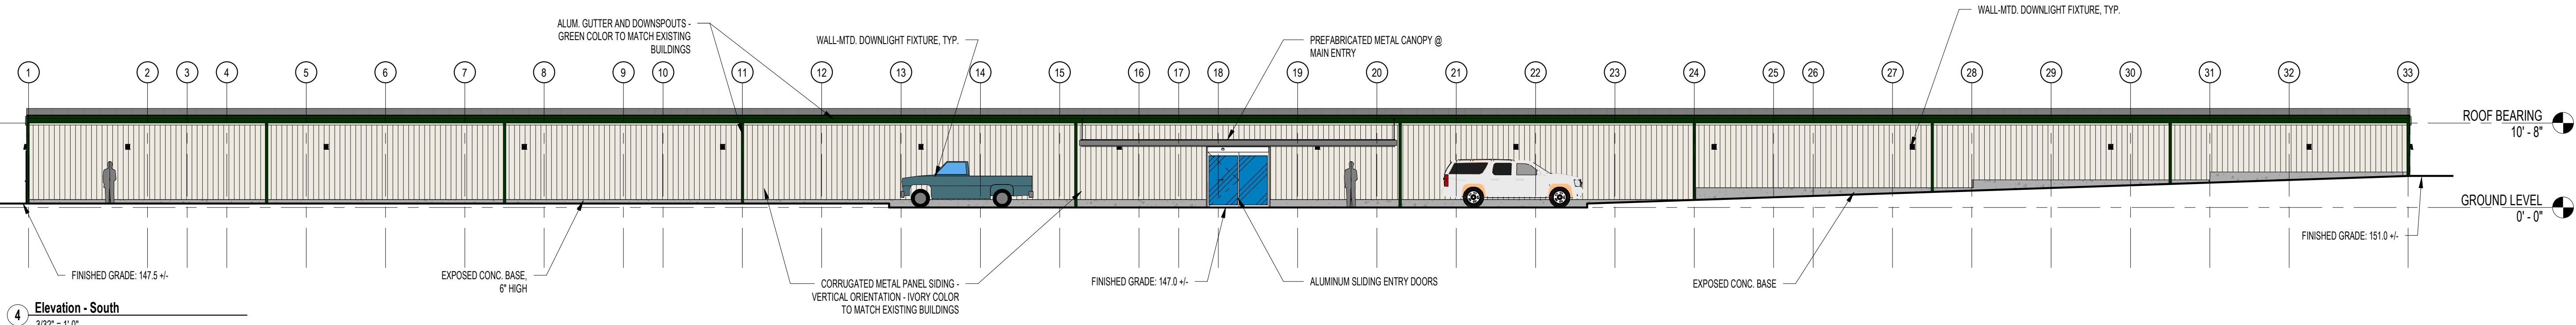 ALUM. GUTTER AND DOWNSPOUTS -
GREEN COLOR TO MATCH EXISTING
BUILDINGS
WALL-MTD. DOWNLIGHT FIXTURE, TYP.
PREFABRICATED METAL CANOPY @
MAIN ENTRY
WALL-MTD. DOWNLIGHT FIXTURE, TYP.
1 2 3 4 5 6 7 8 9 10 11 12 13 14 15 16 17 18 19 20 21 22 23 24 25 26 27 28 29 30 31 32 33
ROOF BEARING
10' - 8"
GROUND LEVEL
0' - 0"
FINISHED GRADE: 147.5 +/-
EXPOSED CONC. BASE,
6" HIGH
CORRUGATED METAL PANEL SIDING -
VERTICAL ORIENTATION - IVORY COLOR
TO MATCH EXISTING BUILDINGS
FINISHED GRADE: 147.0 +/-
ALUMINUM SLIDING ENTRY DOORS
EXPOSED CONC. BASE
FINISHED GRADE: 151.0 +/-
4 Elevation - South
3/32" = 1'-0"